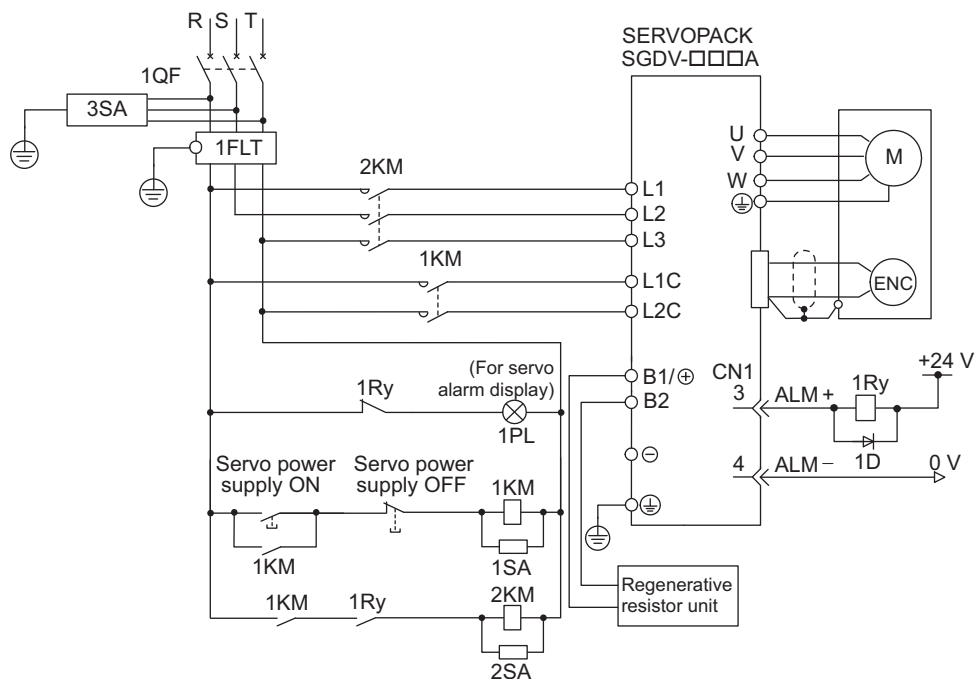 R S T
SERVOPACK
SGDV-□□□A
1QF
3SA
1FLT
U
V
W
M
2KM
L1
L2
L3
1KM
L1C
L2C
ENC
(For servo
alarm display)
1Ry
1PL
B1/⊕
B2
CN1
3
ALM+
1Ry
+24 V
1D
⊖
4
ALM−
0 V
Servo power
supply ON
Servo power
supply OFF
1KM
1KM
1SA
Regenerative
resistor unit
1KM
1Ry
2KM
2SA